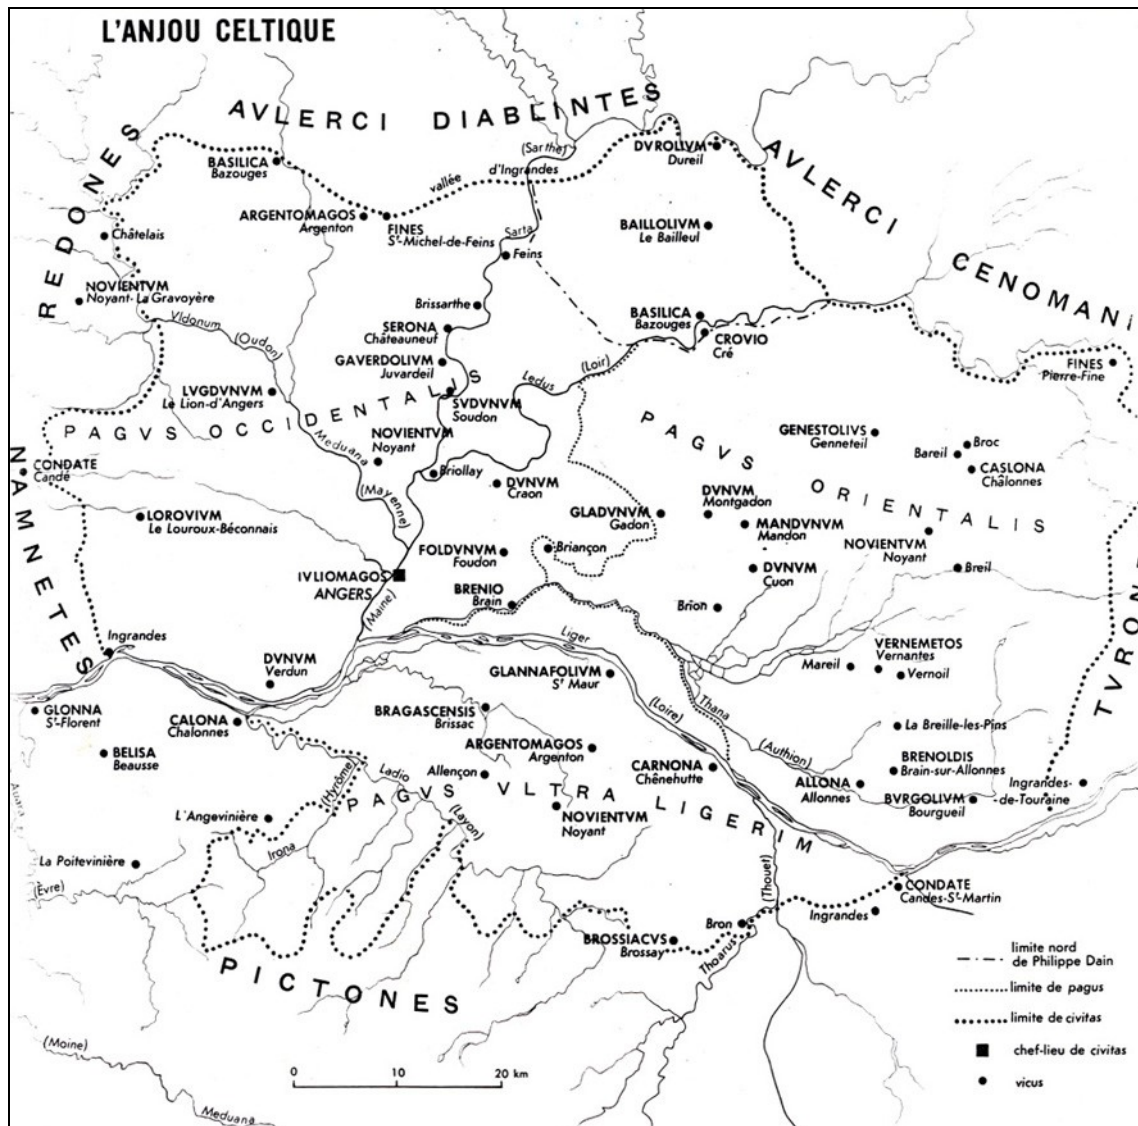 L'ANJOU CELTIQUE
AVLERCI DIABLINTES
AVLERCI CENOMANI
REDONES
NAMNETES
PICTONES
PAGVS OCCIDENTALIS
PAGVS ORIENTALIS
PAGVS VLTRA LIGERIM
BASILICA
Bazouges
(Sarthe)
vallée d'Ingrandes
DVROLIVM
Dureil
ARGENTOMAGOS
Argenton
FINES
St-Michel-de-Feins
Sarta
Feins
BAILLOLIVM
Le Bailleul
Châtelais
NOVIENTVM
Noyant-La Gravoyère
Vldonum
(Oudon)
Brissarthe
SERONA
Châteauneuf
BASILICA
Bazouges
CROVIO
Cré
GAVERDOLIVM
Juvardeil
Ledus
(Loir)
FINES
Pierre-Fine
LVGDVNVM
Le Lion-d'Angers
SVDVNVM
Soudon
Meduana
(Mayenne)
NOVIENTVM
Noyant
Briollay
GENESTOLIVS
Genneteil
Broc
Bareil
CASLONA
Châlonnes
CONDATE
Candé
DVNVM
Craon
LOROVIVM
Le Louroux-Béconnais
GLADVNVM
Gadon
DVNVM
Montgadon
MANDVNVM
Mandon
NOVIENTVM
Noyant
FOLDVNVM
Foudon
Briançon
DVNVM
Cuon
Breil
IVLIOMAGOS
ANGERS
(Maine)
BRENIO
Brain
Brion
Ingrandes
Liger
(Loire)
DVNVM
Verdun
GLANNAFOLIVM
St Maur
VERNEMETOS
Vernantes
Mareil
Vernoil
TVRON
GLONNA
St-Florent
CALONA
Chalonnes
BRAGASCENSIS
Brissac
Thana
(Authion)
La Breille-les-Pins
BELISA
Beausse
ARGENTOMAGOS
Argenton
Allençon
Ladio
(Layon)
(Hyrôme)
CARNONA
Chênehutte
BRENOLDIS
Brain-sur-Allonnes
ALLONA
Allonnes
BVRGOLIVM
Bourgueil
Ingrandes-
de-Touraine
NOVIENTVM
Noyant
L'Angevinière
Irona
La Poitevinière
(Èvre)
(Thouet)
Thoarus
CONDATE
Candes-St-Martin
Ingrandes
Bron
BROSSIACVS
Brossay
(Moine)
Meduana
0 10 20 km
limite nord
de Philippe Dain
limite de pagus
limite de civitas
chef-lieu de civitas
vicus